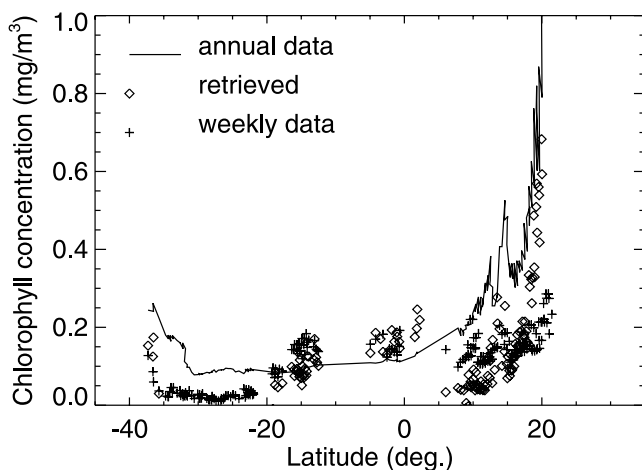 1.0
0.8
0.6
0.4
0.2
0.0
Chlorophyll concentration (mg/m³)
annual data
retrieved
weekly data
-40 -20 0 20
Latitude (deg.)